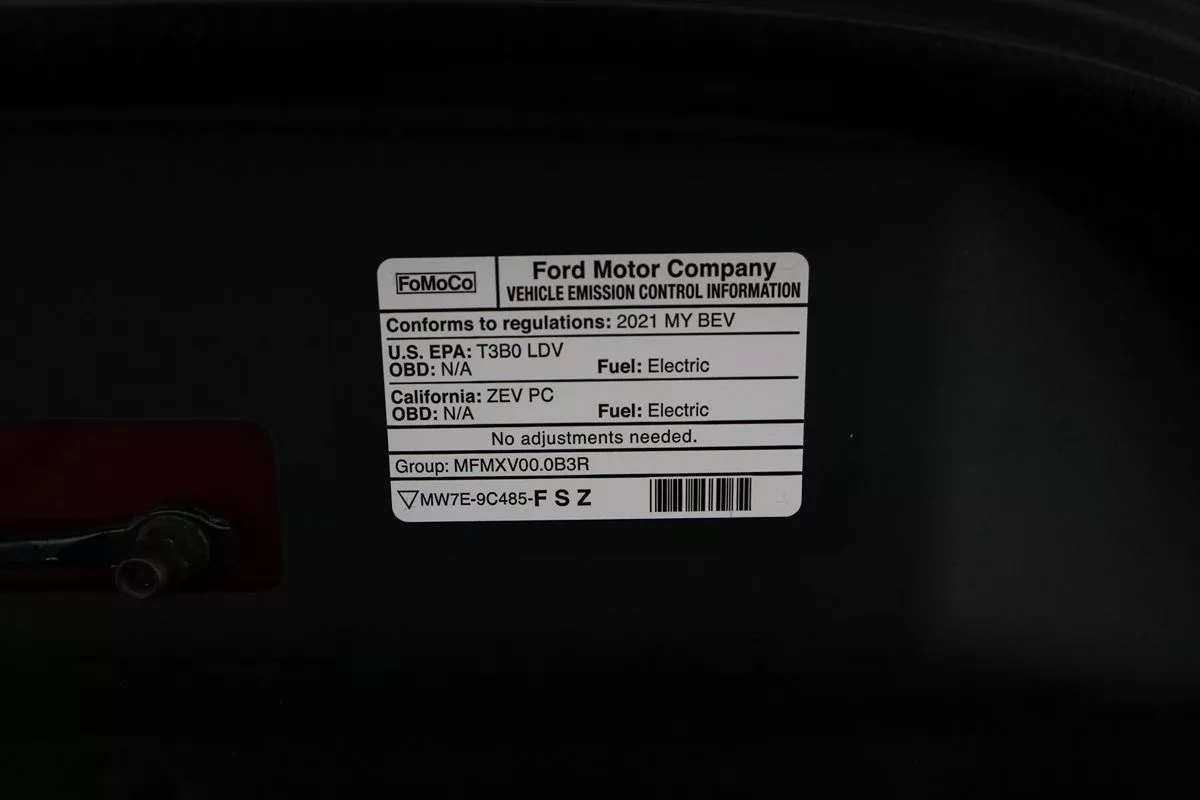 FoMoCo
Ford Motor Company
VEHICLE EMISSION CONTROL INFORMATION
Conforms to regulations: 2021 MY BEV
U.S. EPA: T3B0 LDV
OBD: N/A Fuel: Electric
California: ZEV PC
OBD: N/A Fuel: Electric
No adjustments needed.
Group: MFMXV00.0B3R
MW7E-9C485-F S Z